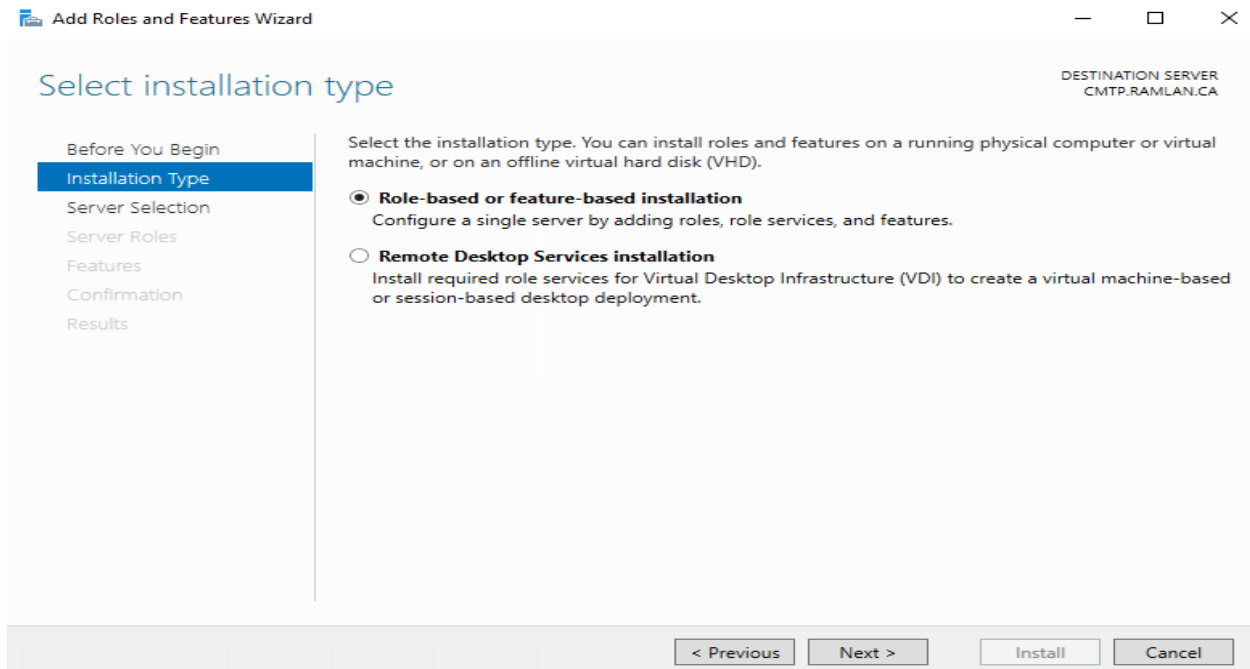 Add Roles and Features Wizard
Select installation type
DESTINATION SERVER
CMTP.RAMLAN.CA
Before You Begin
Installation Type
Server Selection
Server Roles
Features
Confirmation
Results
Select the installation type. You can install roles and features on a running physical computer or virtual
machine, or on an offline virtual hard disk (VHD).
Role-based or feature-based installation
Configure a single server by adding roles, role services, and features.
Remote Desktop Services installation
Install required role services for Virtual Desktop Infrastructure (VDI) to create a virtual machine-based
or session-based desktop deployment.
< Previous Next > Install Cancel